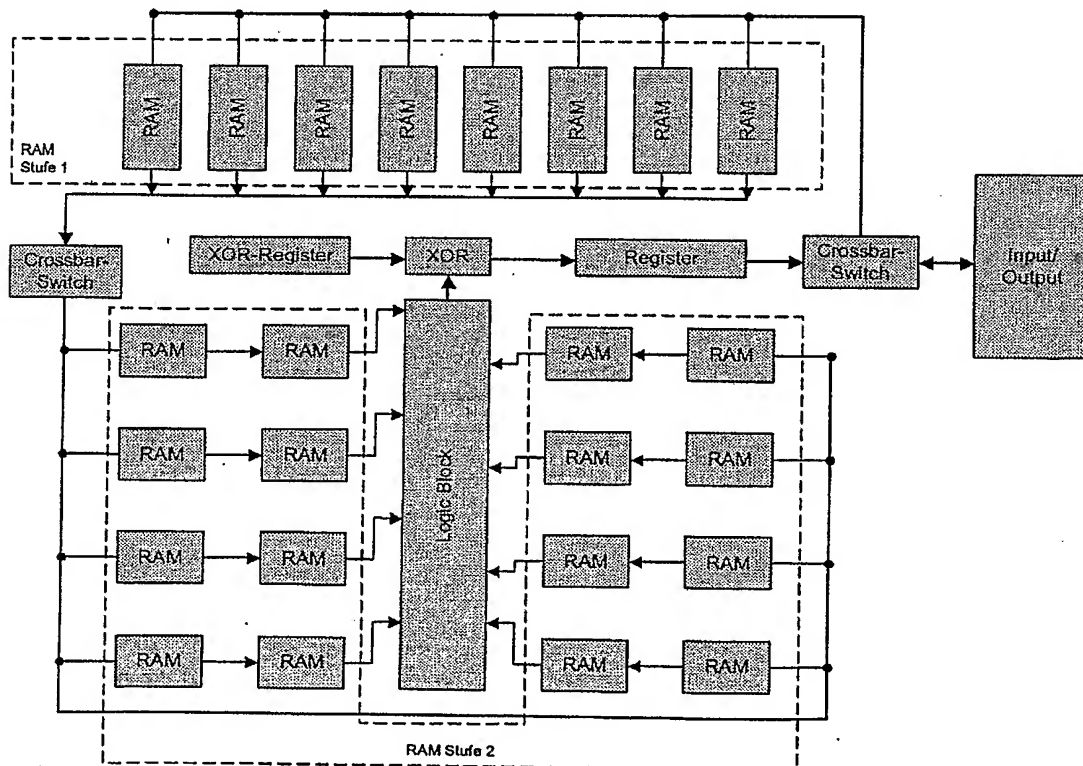 RAM RAM RAM RAM RAM RAM RAM RAM
RAM
Stufe 1
Crossbar-
Switch
XOR-Register
XOR
Register
Crossbar-
Switch
Input/
Output
RAM RAM RAM RAM
RAM RAM RAM RAM
Logic Block
RAM RAM RAM RAM
RAM RAM RAM RAM
RAM Stufe 2